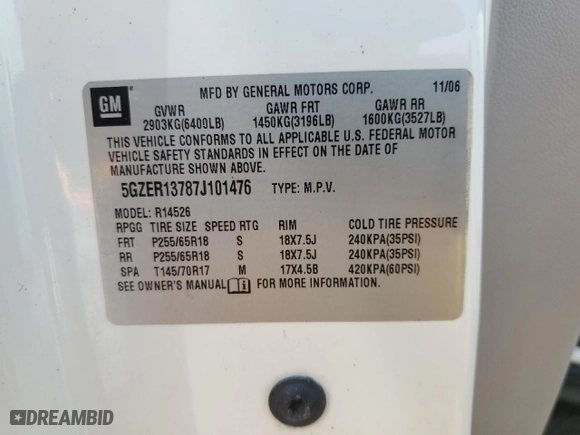 GM
MFD BY GENERAL MOTORS CORP. 11/06
GVWR GAWR FRT GAWR RR
2903KG(6400LB) 1450KG(3196LB) 1600KG(3527LB)
THIS VEHICLE CONFORMS TO ALL APPLICABLE U.S. FEDERAL MOTOR
VEHICLE SAFETY STANDARDS IN EFFECT ON THE DATE OF
MANUFACTURE SHOWN ABOVE.
5GZER13787J101476 TYPE: M.P.V.
MODEL: R14526
RPGG TIRE SIZE SPEED RTG RIM COLD TIRE PRESSURE
FRT P255/65R18 S 18X7.5J 240KPA(35PSI)
RR P255/65R18 S 18X7.5J 240KPA(35PSI)
SPA T145/70R17 M 17X4.5B 420KPA(60PSI)
SEE OWNER'S MANUAL FOR MORE INFORMATION.
DREAMBID